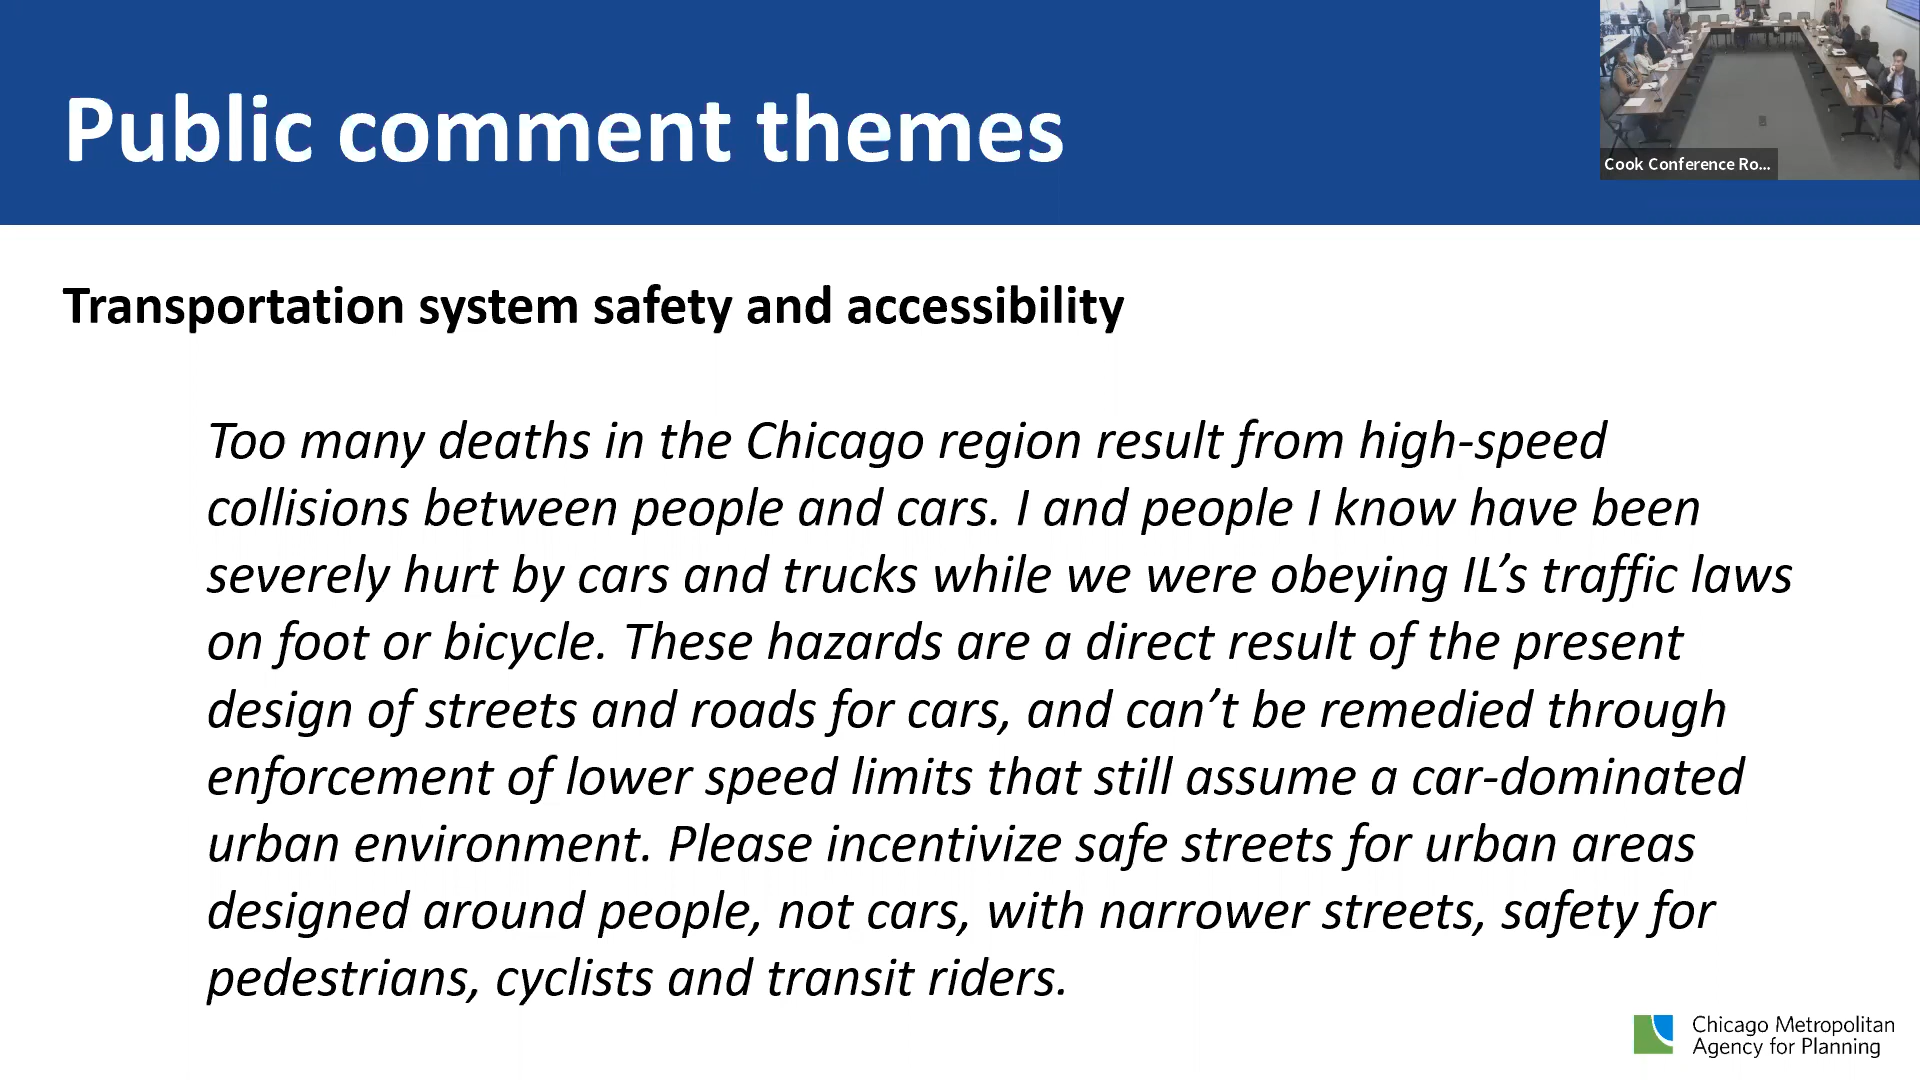 Public comment themes
Cook Conference Ro...
Transportation system safety and accessibility
Too many deaths in the Chicago region result from high-speed
collisions between people and cars. I and people I know have been
severely hurt by cars and trucks while we were obeying IL’s traffic laws
on foot or bicycle. These hazards are a direct result of the present
design of streets and roads for cars, and can’t be remedied through
enforcement of lower speed limits that still assume a car-dominated
urban environment. Please incentivize safe streets for urban areas
designed around people, not cars, with narrower streets, safety for
pedestrians, cyclists and transit riders.
Chicago Metropolitan
Agency for Planning